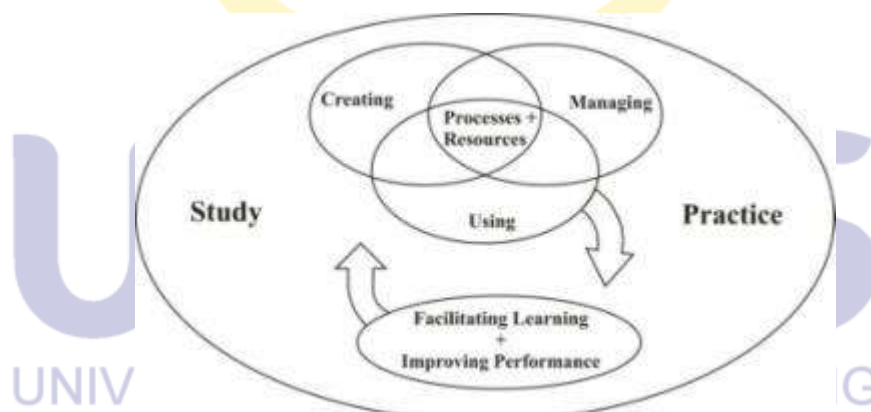 Creating
Managing
Processes +
Resources
Study
Using
Practice
Facilitating Learning
+
Improving Performance
UNIV
G